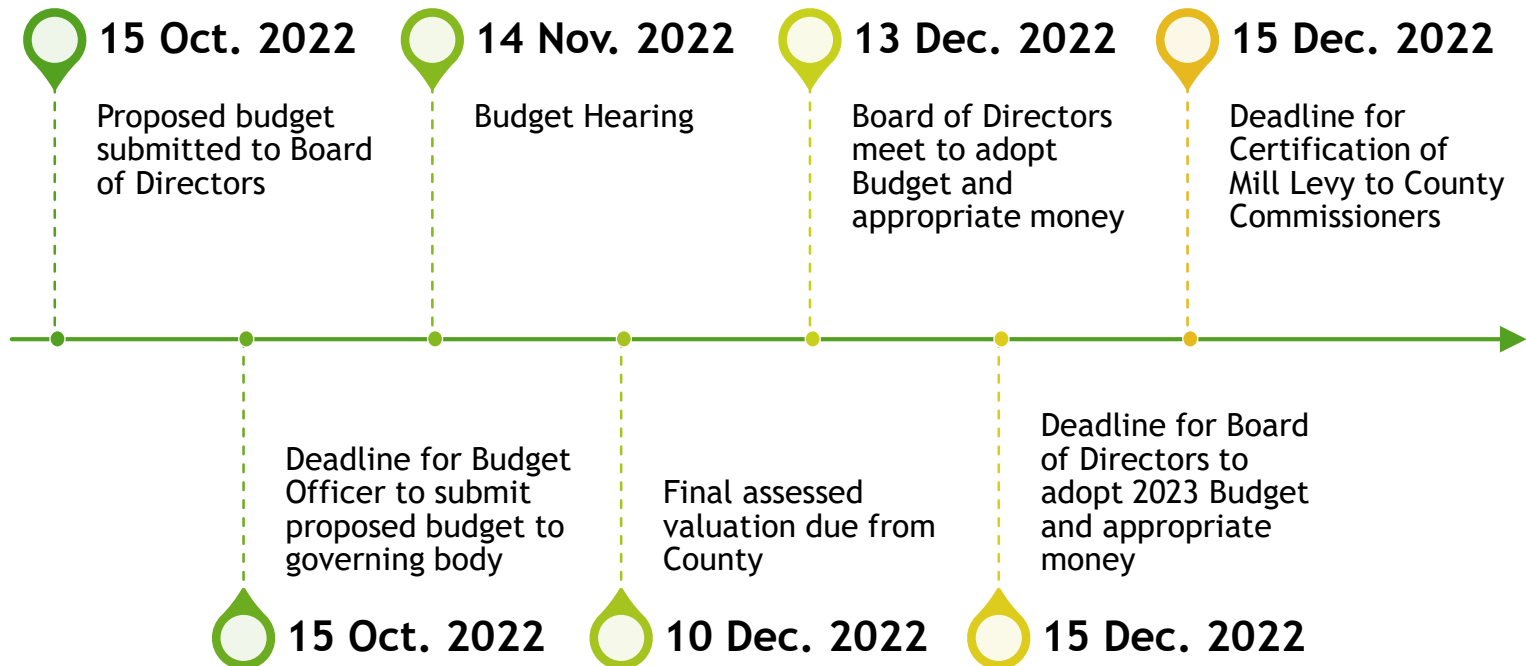 15 Oct. 2022
Proposed budget
submitted to Board
of Directors
14 Nov. 2022
Budget Hearing
13 Dec. 2022
Board of Directors
meet to adopt
Budget and
appropriate money
15 Dec. 2022
Deadline for
Certification of
Mill Levy to County
Commissioners
Deadline for Budget
Officer to submit
proposed budget to
governing body
15 Oct. 2022
Final assessed
valuation due from
County
10 Dec. 2022
Deadline for Board
of Directors to
adopt 2023 Budget
and appropriate
money
15 Dec. 2022